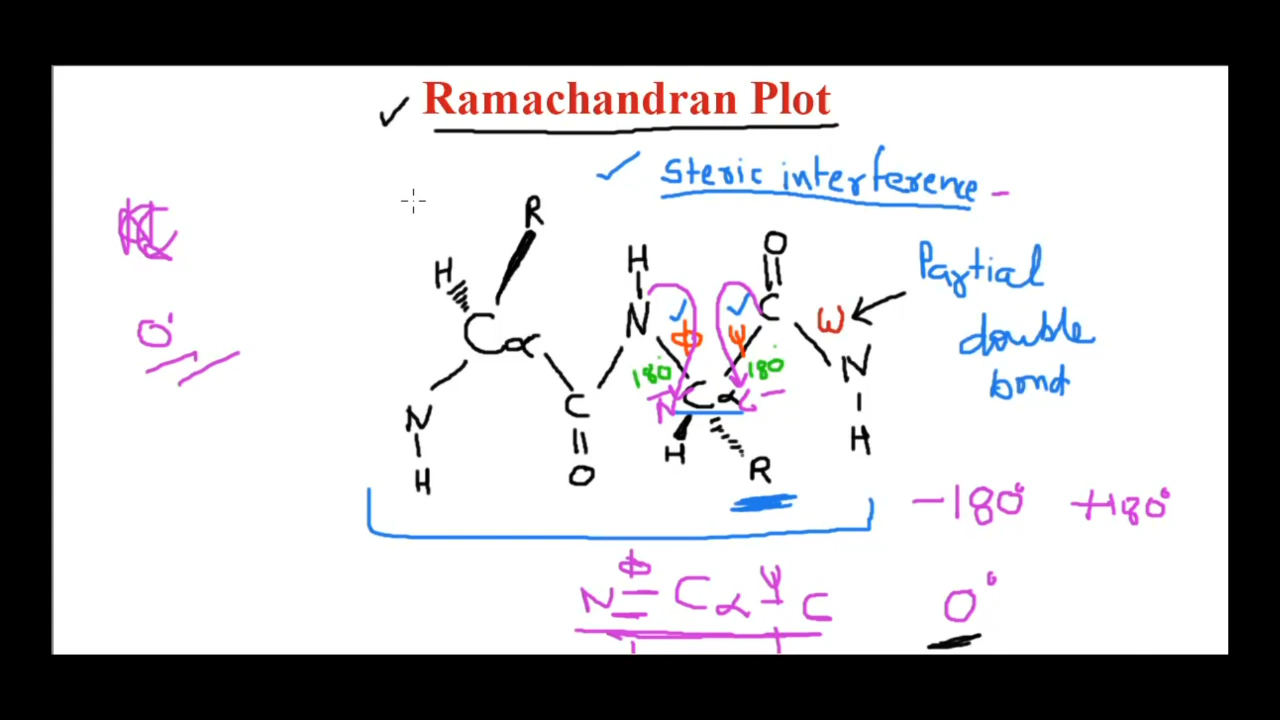 Ramachandran Plot
Steric interference -
R
H
Cα
N
H
C
O
H
N
ϕ
180°
ψ
180°
O
C
ω
N
H
N
Cα
C
H
R
Partial
double
bond
0°
-180° +180°
N ϕ Cα ψ C
0°